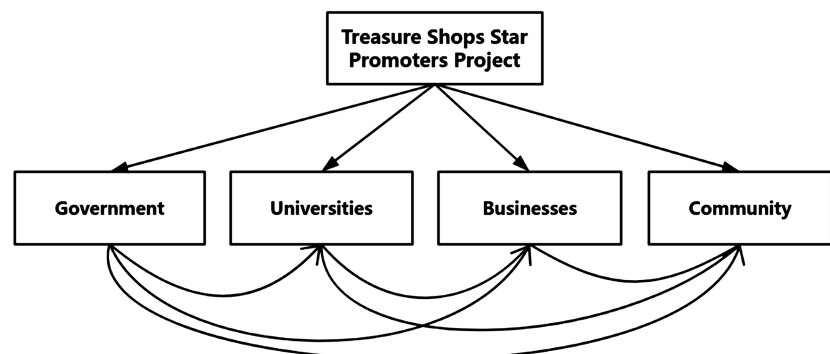 Treasure Shops Star
Promoters Project
Government
Universities
Businesses
Community